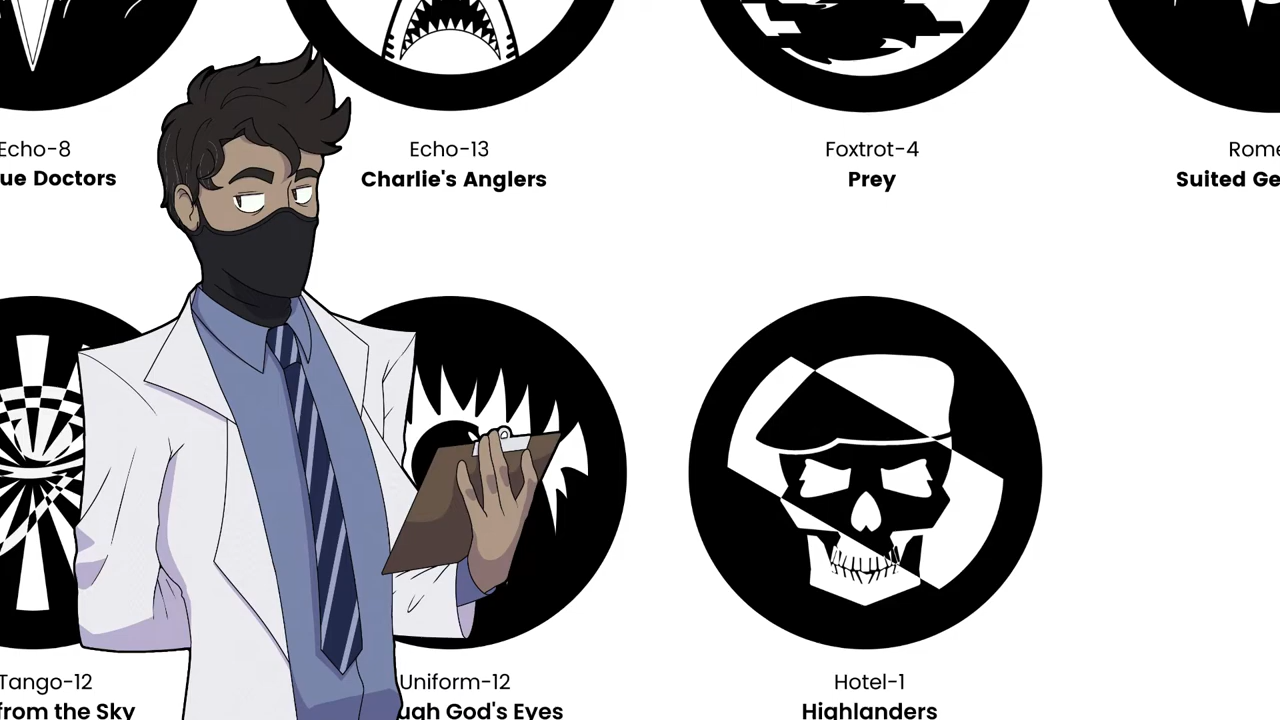 Echo-8
Doctors
Echo-13
Charlie's Anglers
Foxtrot-4
Prey
Suited
Tango-12
from the Sky
Uniform-12
God's Eyes
Hotel-1
Highlanders